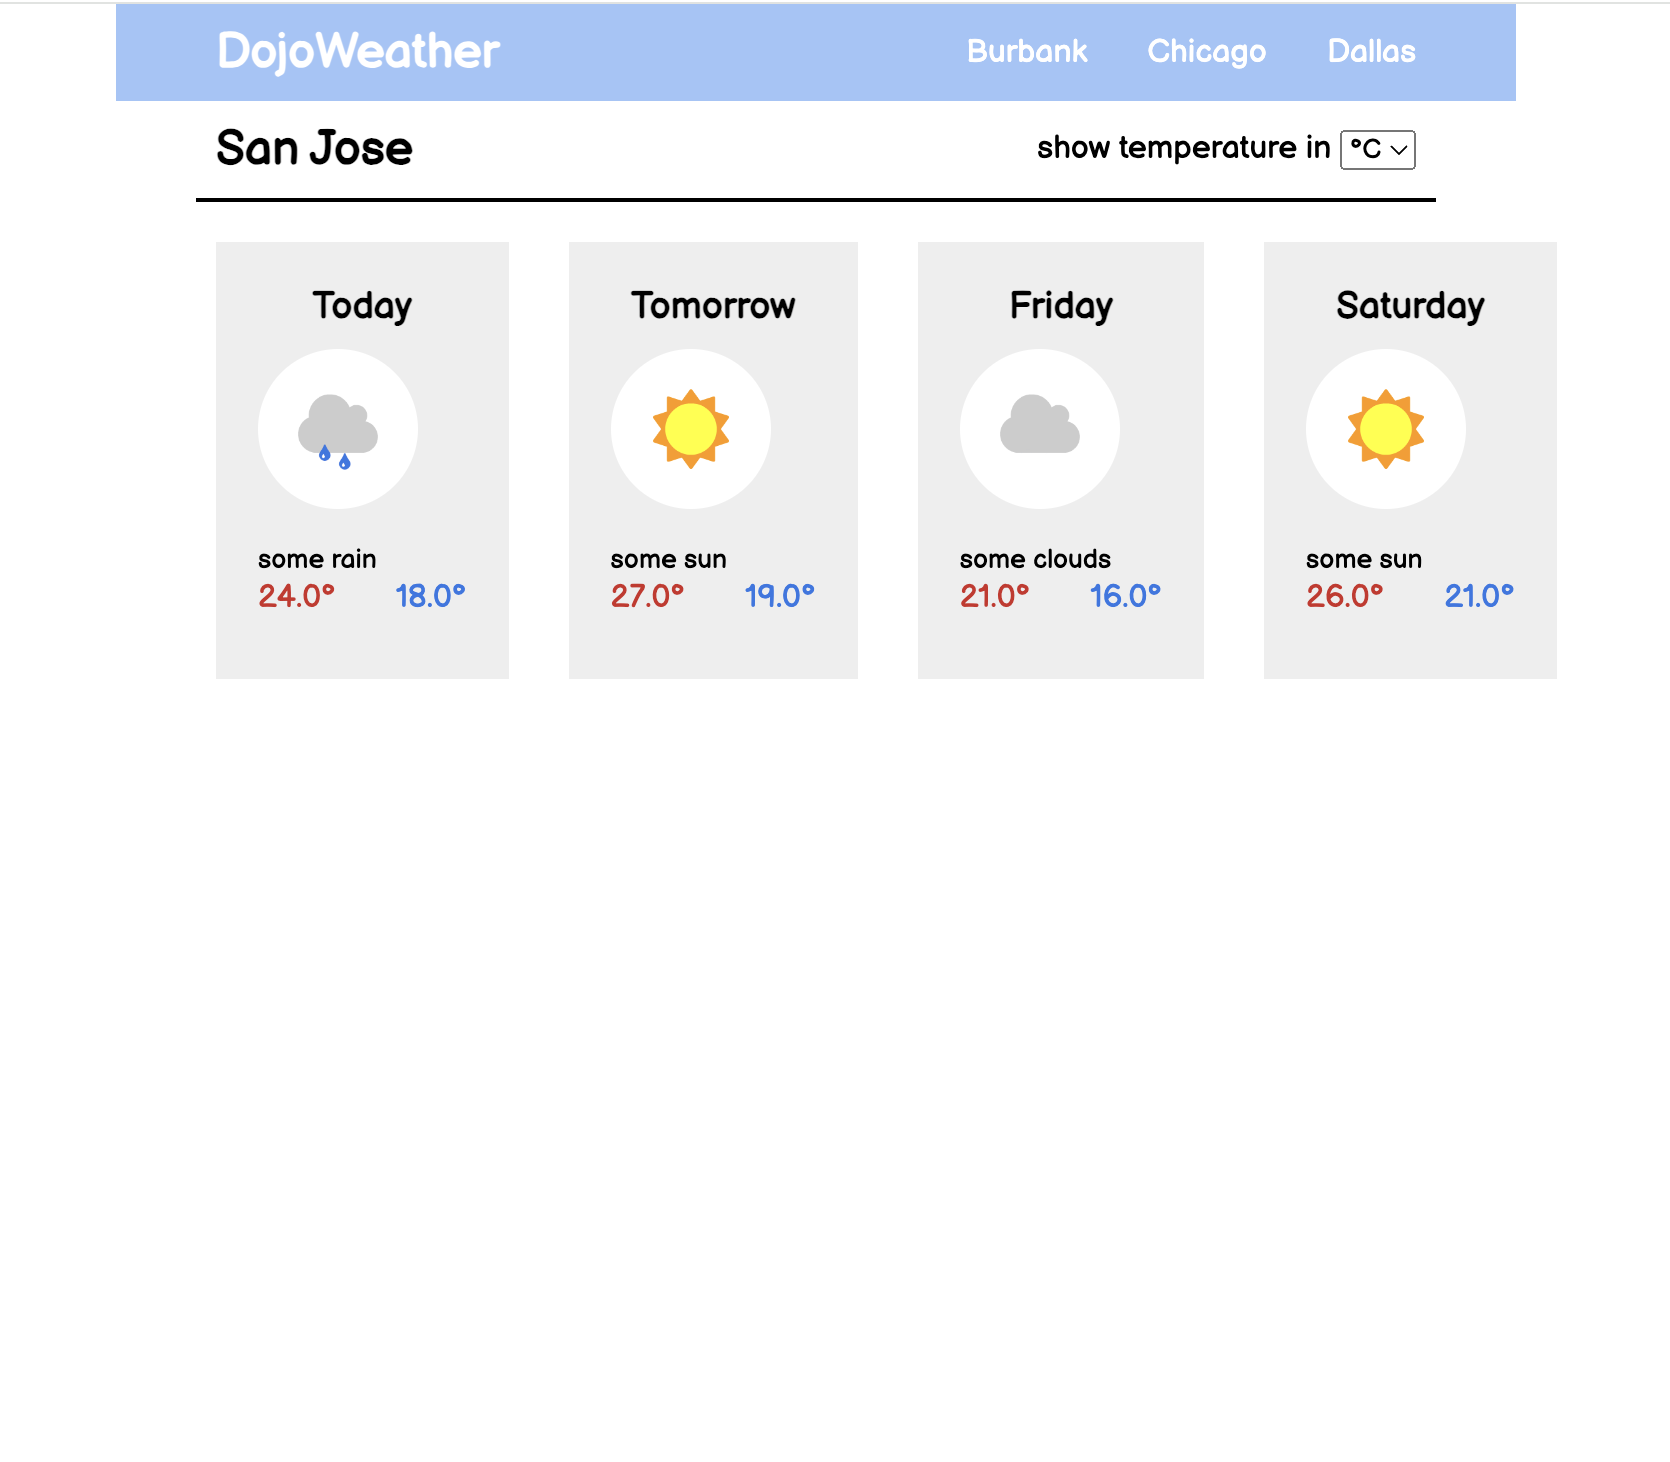 DojoWeather Burbank Chicago Dallas
San Jose show temperature in °C
Today Tomorrow Friday Saturday
some rain some sun some clouds some sun
24.0° 18.0° 27.0° 19.0° 21.0° 16.0° 26.0° 21.0°